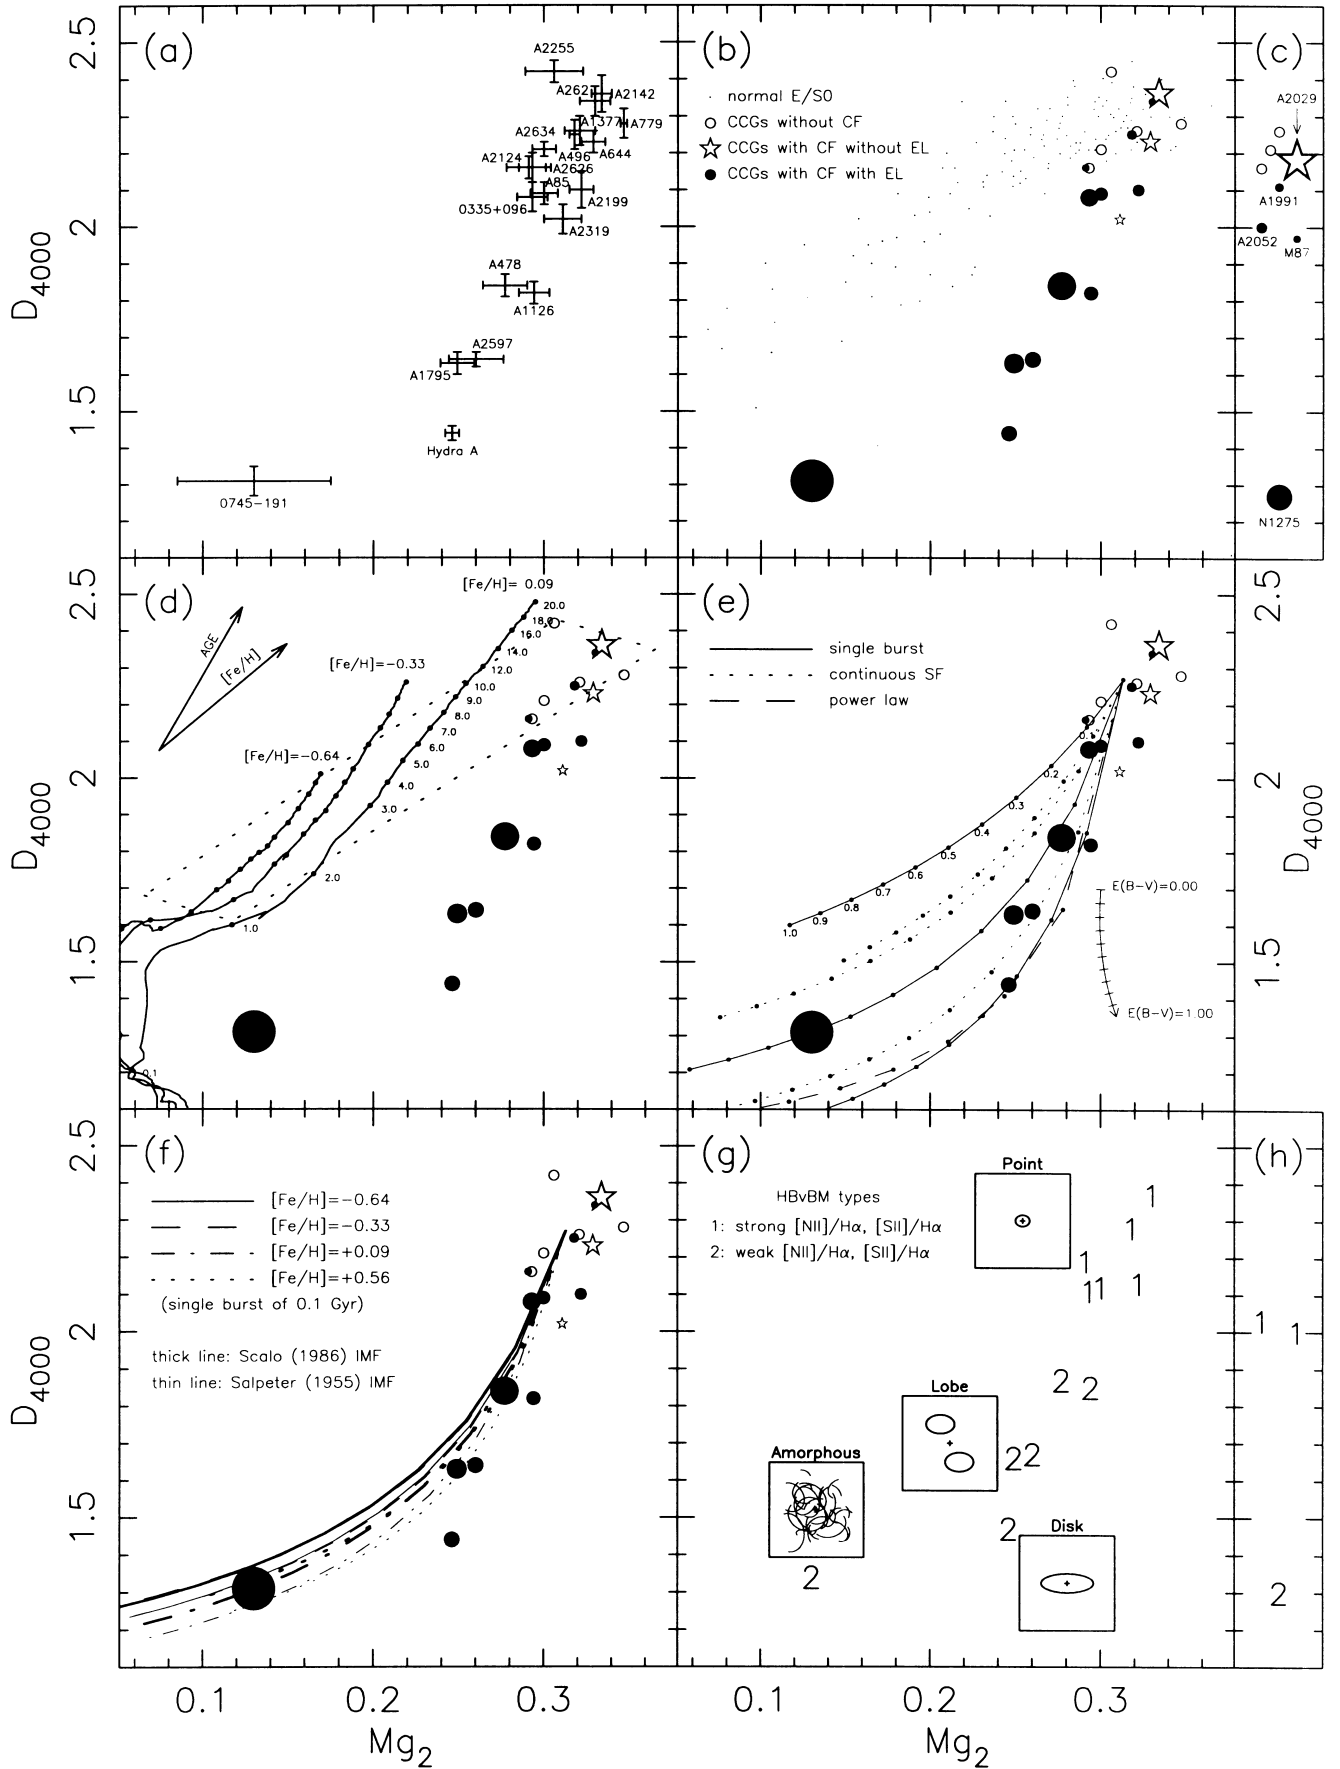 (a)
2.5
2
1.5
D4000
A2255
A262
A2142
A1377
A779
A2634
A496
A644
A2124
A2626
A85
0335+096
A2199
A2319
A478
A1126
A2597
A1795
Hydra A
0745-191
(b)
normal E/S0
CCGs without CF
CCGs with CF without EL
CCGs with CF with EL
(c)
A2029
A1991
A2052
M87
N1275
(d)
2.5
2
1.5
D4000
AGE
[Fe/H]
[Fe/H]= 0.09
[Fe/H]=-0.33
[Fe/H]=-0.64
20.0
18.0
16.0
14.0
12.0
10.0
9.0
8.0
7.0
6.0
5.0
4.0
3.0
2.0
1.0
0.1
(e)
single burst
continuous SF
power law
0.1
0.2
0.3
0.4
0.5
0.6
0.7
0.8
0.9
1.0
E(B-V)=0.00
E(B-V)=1.00
2.5
2
1.5
D4000
(f)
2.5
2
1.5
D4000
[Fe/H]=-0.64
[Fe/H]=-0.33
[Fe/H]=+0.09
[Fe/H]=+0.56
(single burst of 0.1 Gyr)
thick line: Scalo (1986) IMF
thin line: Salpeter (1955) IMF
0.1 0.2 0.3
Mg2
(g)
HBvBM types
1: strong [NII]/Hα, [SII]/Hα
2: weak [NII]/Hα, [SII]/Hα
Point
1
1
1
11 1
2 2
Lobe
22
Amorphous
2
Disk
2
0.1 0.2 0.3
Mg2
(h)
1 1
2